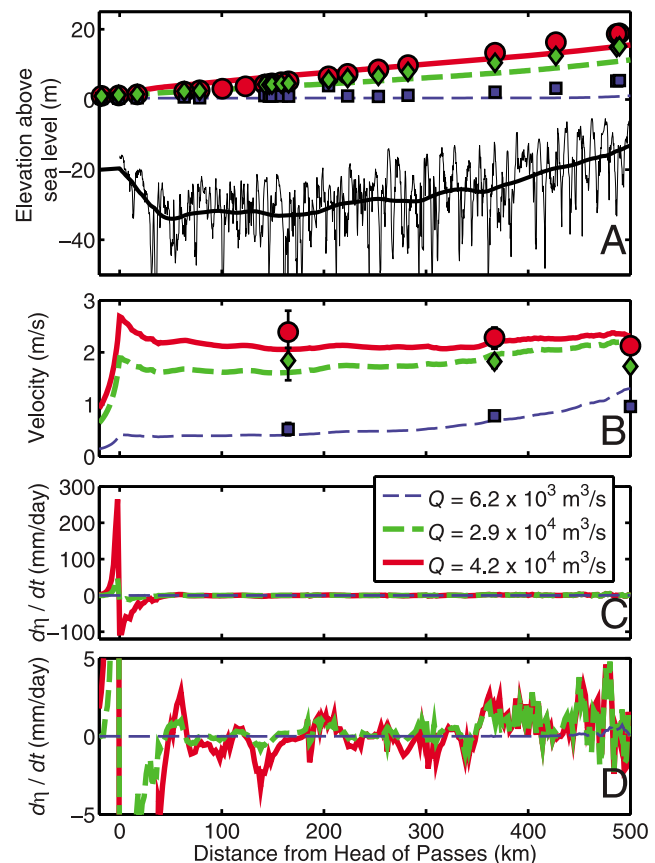 Elevation above
sea level (m)
20
0
−20
−40
A
Velocity (m/s)
3
2
1
0
B
dη / dt (mm/day)
300
200
100
0
−100
Q = 6.2 x 10³ m³/s
Q = 2.9 x 10⁴ m³/s
Q = 4.2 x 10⁴ m³/s
C
dη / dt (mm/day)
5
0
−5
D
0 100 200 300 400 500
Distance from Head of Passes (km)